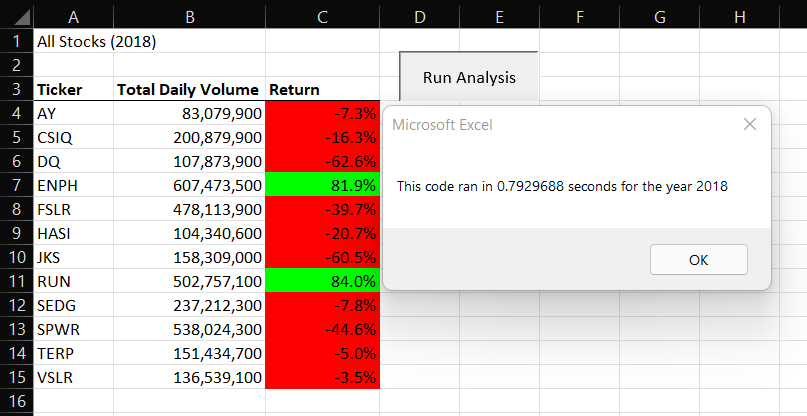 A B C D E F G H
1 All Stocks (2018)
2 Run Analysis
3 Ticker Total Daily Volume Return
4 AY 83,079,900 -7.3%
Microsoft Excel
5 CSIQ 200,879,900 -16.3%
6 DQ 107,873,900 -62.6%
7 ENPH 607,473,500 81.9%
This code ran in 0.7929688 seconds for the year 2018
8 FSLR 478,113,900 -39.7%
9 HASI 104,340,600 -20.7%
10 JKS 158,309,000 -60.5%
OK
11 RUN 502,757,100 84.0%
12 SEDG 237,212,300 -7.8%
13 SPWR 538,024,300 -44.6%
14 TERP 151,434,700 -5.0%
15 VSLR 136,539,100 -3.5%
16